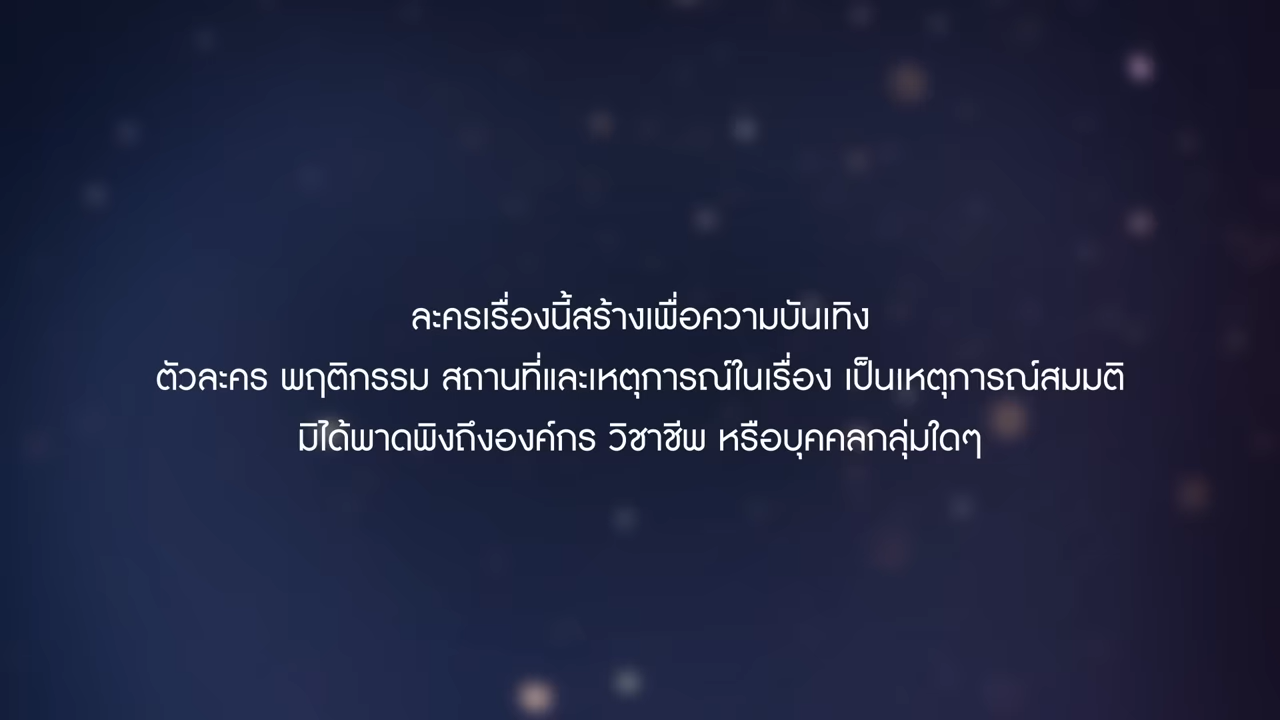 ละครเรื่องนี้สร้างเพื่อความบันเทิง
ตัวละคร พฤติกรรม สถานที่และเหตุการณ์ในเรื่อง เป็นเหตุการณ์สมมติ
มิได้พาดพิงถึงองค์กร วิชาชีพ หรือบุคคลกลุ่มใดๆ